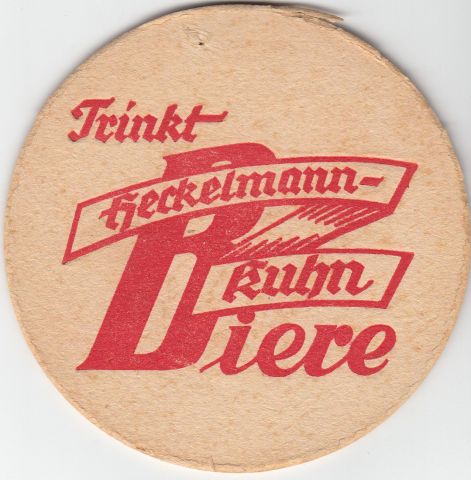 Trinkt
Heckelmann-
Kuhn
Biere